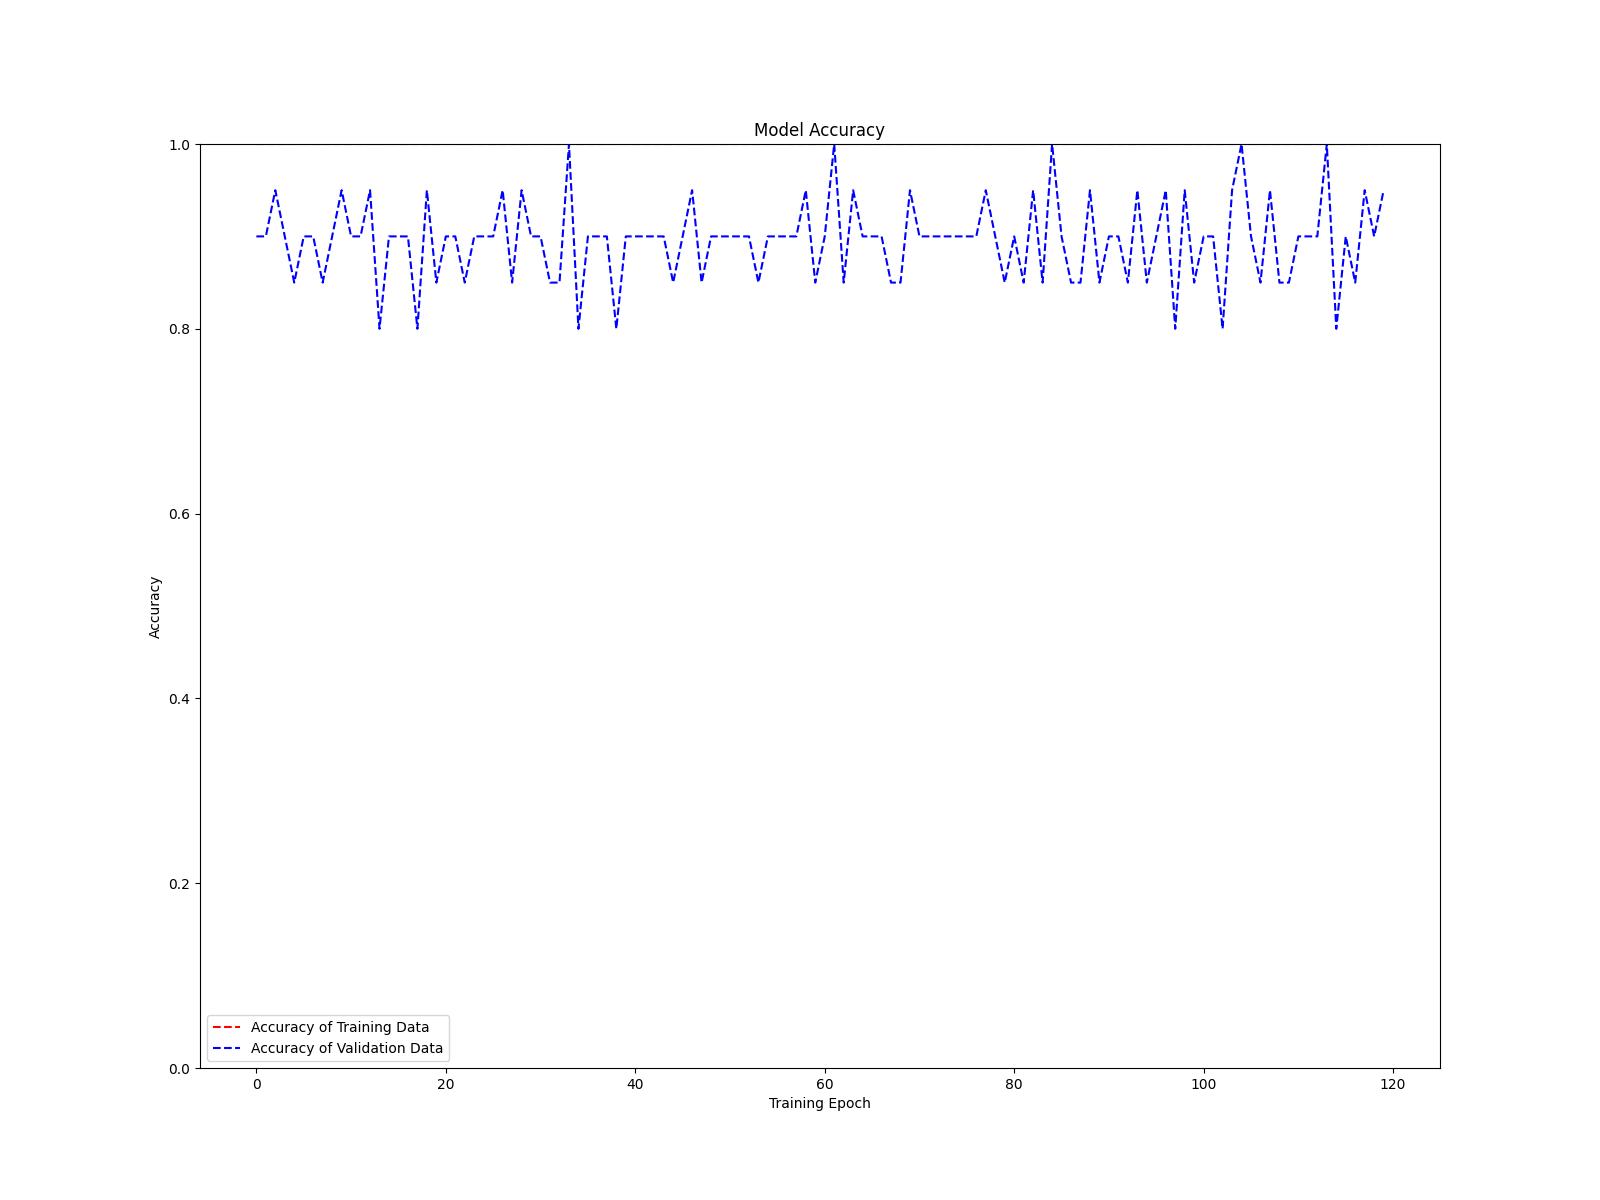 Model Accuracy
1.0
0.8
0.6
0.4
0.2
0.0
Accuracy
Accuracy of Training Data
Accuracy of Validation Data
0 20 40 60 80 100 120
Training Epoch